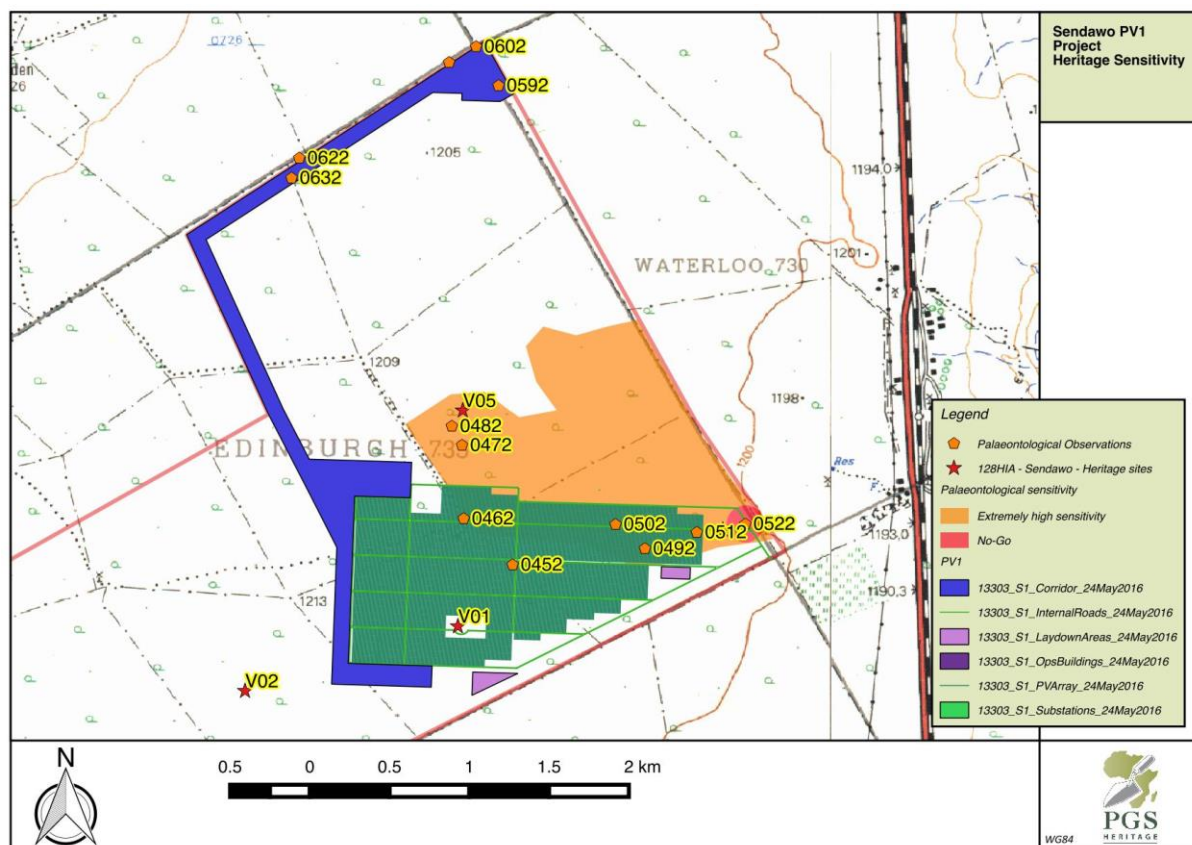 Sendawo PV1
Project
Heritage Sensitivity
0726
0602
0592
0622
0632
1205
1194,0
1201
WATERLOO 730
1209
1198
V05
0482
0472
EDINBURGH 735
1200
Res
F
0462
0502
0522
0512
0492
1193,0
0452
1190,3
1213
V01
V02
Legend
Palaeontological Observations
128HIA - Sendawo - Heritage sites
Palaeontological sensitivity
Extremely high sensitivity
No-Go
PV1
13303_S1_Corridor_24May2016
13303_S1_InternalRoads_24May2016
13303_S1_LaydownAreas_24May2016
13303_S1_OpsBuildings_24May2016
13303_S1_PVArray_24May2016
13303_S1_Substations_24May2016
N
0.5 0 0.5 1 1.5 2 km
PGS
HERITAGE
WG84